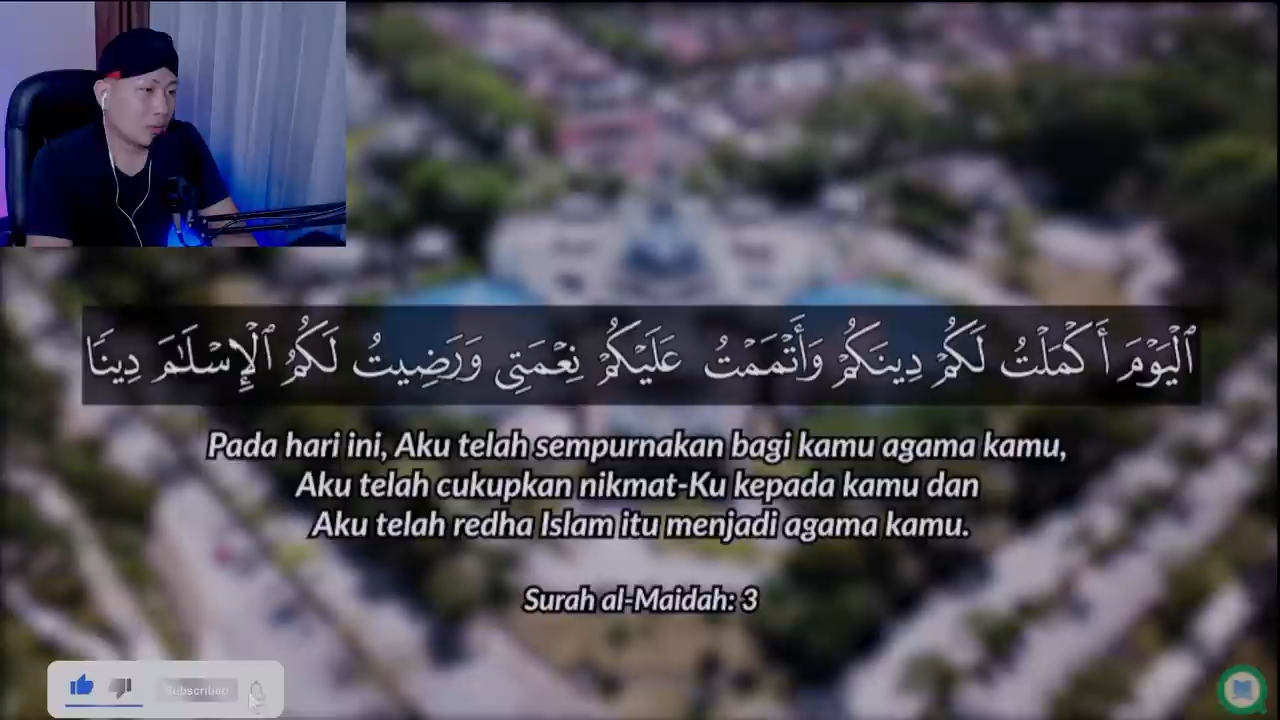 ٱلْيَوْمَ أَكْمَلْتُ لَكُمْ دِينَكُمْ وَأَتْمَمْتُ عَلَيْكُمْ نِعْمَتِى وَرَضِيتُ لَكُمُ ٱلْإِسْلَـٰمَ دِينًا
Pada hari ini, Aku telah sempurnakan bagi kamu agama kamu,
Aku telah cukupkan nikmat-Ku kepada kamu dan
Aku telah redha Islam itu menjadi agama kamu.
Surah al-Maidah: 3
Subscribed